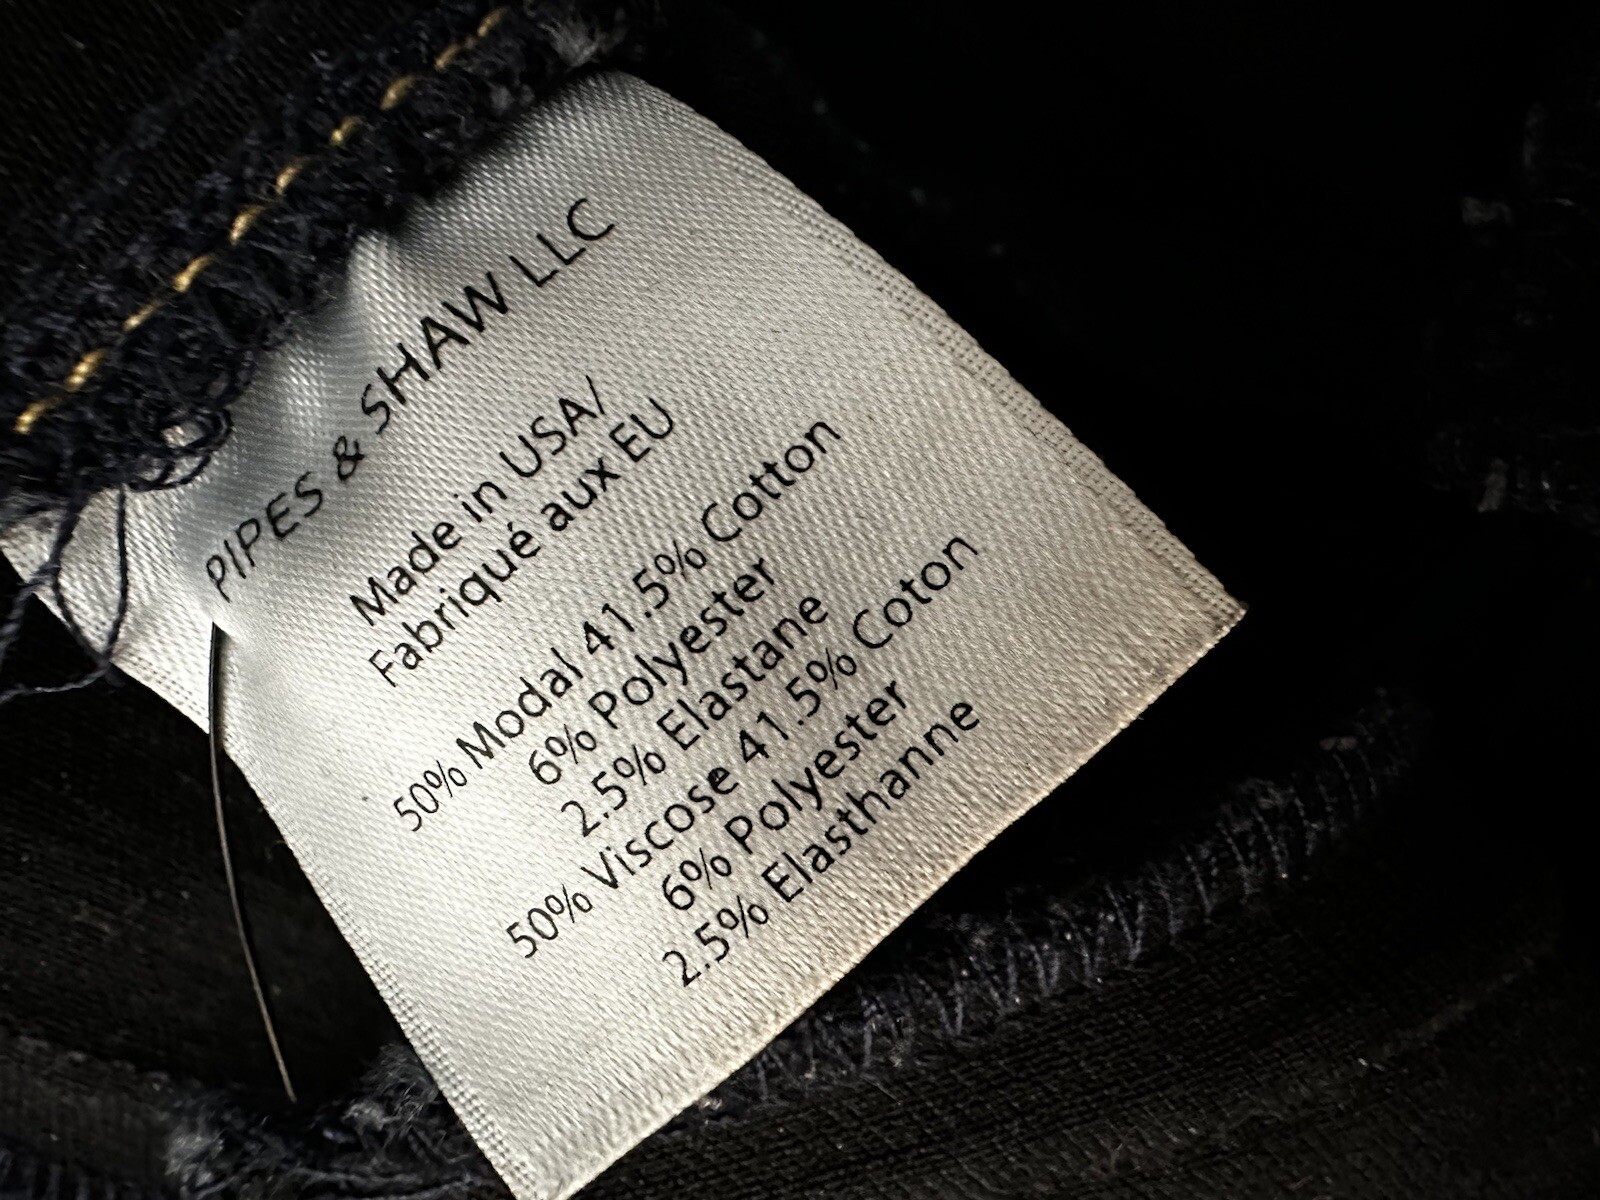 PIPES & SHAW LLC
Made in USA/
Fabriqué aux EU
50% Modal 41.5% Cotton
6% Polyester
2.5% Elastane
50% Viscose 41.5% Coton
6% Polyester
2.5% Elasthanne